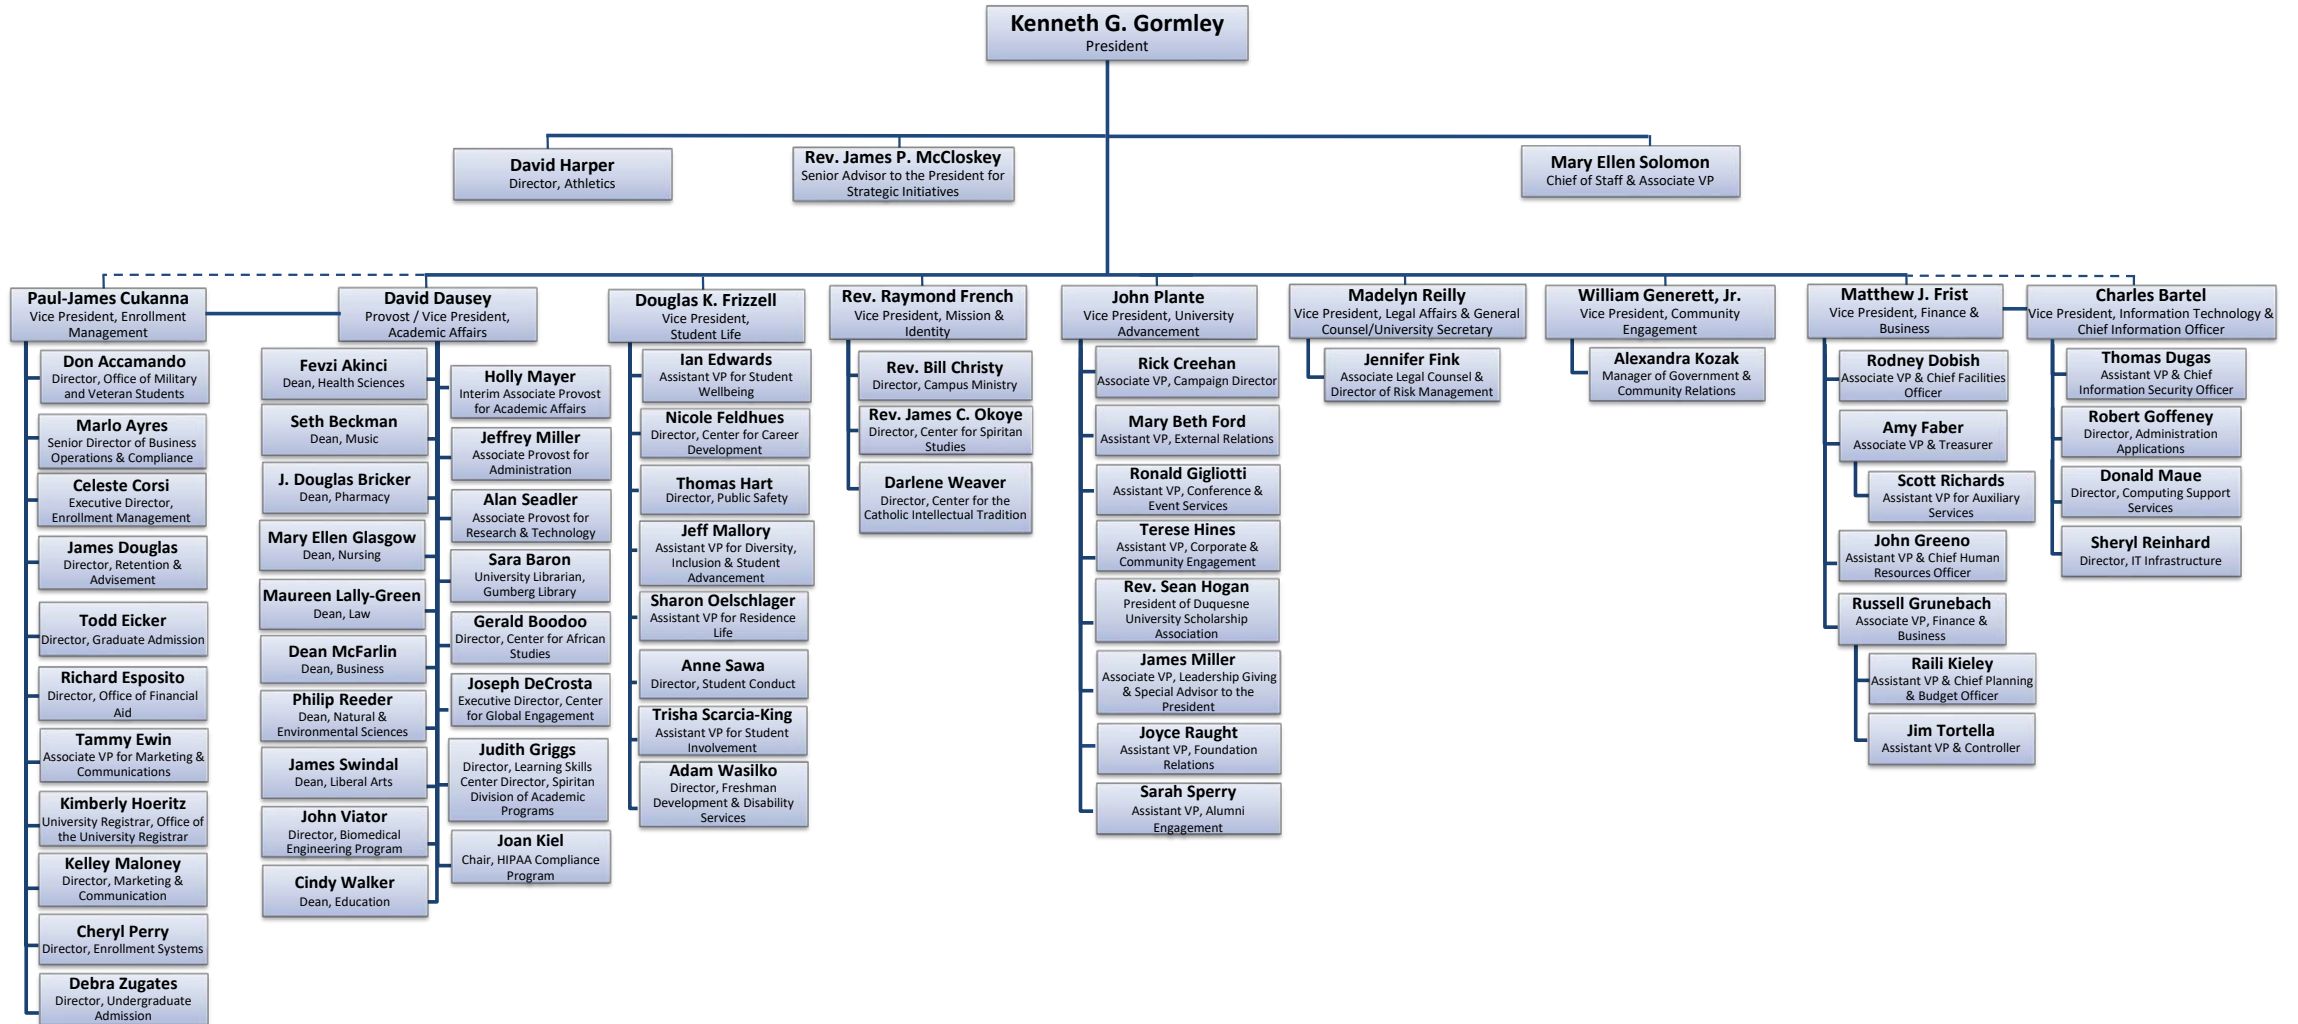 Kenneth G. Gormley
President
David Harper
Director, Athletics
Rev. James P. McCloskey
Senior Advisor to the President for
Strategic Initiatives
Mary Ellen Solomon
Chief of Staff & Associate VP
Paul-James Cukanna
Vice President, Enrollment
Management
Don Accamando
Director, Office of Military
and Veteran Students
Marlo Ayres
Senior Director of Business
Operations & Compliance
Celeste Corsi
Executive Director,
Enrollment Management
James Douglas
Director, Retention &
Advisement
Todd Eicker
Director, Graduate Admission
Richard Esposito
Director, Office of Financial
Aid
Tammy Ewin
Associate VP for Marketing &
Communications
Kimberly Hoeritz
University Registrar, Office of
the University Registrar
Kelley Maloney
Director, Marketing &
Communication
Cheryl Perry
Director, Enrollment Systems
Debra Zugates
Director, Undergraduate
Admission
David Dausey
Provost / Vice President,
Academic Affairs
Fevzi Akinci
Dean, Health Sciences
Seth Beckman
Dean, Music
J. Douglas Bricker
Dean, Pharmacy
Mary Ellen Glasgow
Dean, Nursing
Maureen Lally-Green
Dean, Law
Dean McFarlin
Dean, Business
Philip Reeder
Dean, Natural &
Environmental Sciences
James Swindal
Dean, Liberal Arts
John Viator
Director, Biomedical
Engineering Program
Cindy Walker
Dean, Education
Holly Mayer
Interim Associate Provost
for Academic Affairs
Jeffrey Miller
Associate Provost for
Administration
Alan Seadler
Associate Provost for
Research & Technology
Sara Baron
University Librarian,
Gumberg Library
Gerald Boodoo
Director, Center for African
Studies
Joseph DeCrosta
Executive Director, Center
for Global Engagement
Judith Griggs
Director, Learning Skills
Center Director, Spiritan
Division of Academic
Programs
Joan Kiel
Chair, HIPAA Compliance
Program
Douglas K. Frizzell
Vice President,
Student Life
Ian Edwards
Assistant VP for Student
Wellbeing
Nicole Feldhues
Director, Center for Career
Development
Thomas Hart
Director, Public Safety
Jeff Mallory
Assistant VP for Diversity,
Inclusion & Student
Advancement
Sharon Oelschlager
Assistant VP for Residence
Life
Anne Sawa
Director, Student Conduct
Trisha Scarcia-King
Assistant VP for Student
Involvement
Adam Wasilko
Director, Freshman
Development & Disability
Services
Rev. Raymond French
Vice President, Mission &
Identity
Rev. Bill Christy
Director, Campus Ministry
Rev. James C. Okoye
Director, Center for Spiritan
Studies
Darlene Weaver
Director, Center for the
Catholic Intellectual Tradition
John Plante
Vice President, University
Advancement
Rick Creehan
Associate VP, Campaign Director
Mary Beth Ford
Assistant VP, External Relations
Ronald Gigliotti
Assistant VP, Conference &
Event Services
Terese Hines
Assistant VP, Corporate &
Community Engagement
Rev. Sean Hogan
President of Duquesne
University Scholarship
Association
James Miller
Associate VP, Leadership Giving
& Special Advisor to the
President
Joyce Raught
Assistant VP, Foundation
Relations
Sarah Sperry
Assistant VP, Alumni
Engagement
Madelyn Reilly
Vice President, Legal Affairs & General
Counsel/University Secretary
Jennifer Fink
Associate Legal Counsel &
Director of Risk Management
William Generett, Jr.
Vice President, Community
Engagement
Alexandra Kozak
Manager of Government &
Community Relations
Matthew J. Frist
Vice President, Finance &
Business
Rodney Dobish
Associate VP & Chief Facilities
Officer
Amy Faber
Associate VP & Treasurer
Scott Richards
Assistant VP for Auxiliary
Services
John Greeno
Assistant VP & Chief Human
Resources Officer
Russell Grunebach
Associate VP, Finance &
Business
Raili Kieley
Assistant VP & Chief Planning
& Budget Officer
Jim Tortella
Assistant VP & Controller
Charles Bartel
Vice President, Information Technology &
Chief Information Officer
Thomas Dugas
Assistant VP & Chief
Information Security Officer
Robert Goffeney
Director, Administration
Applications
Donald Maue
Director, Computing Support
Services
Sheryl Reinhard
Director, IT Infrastructure